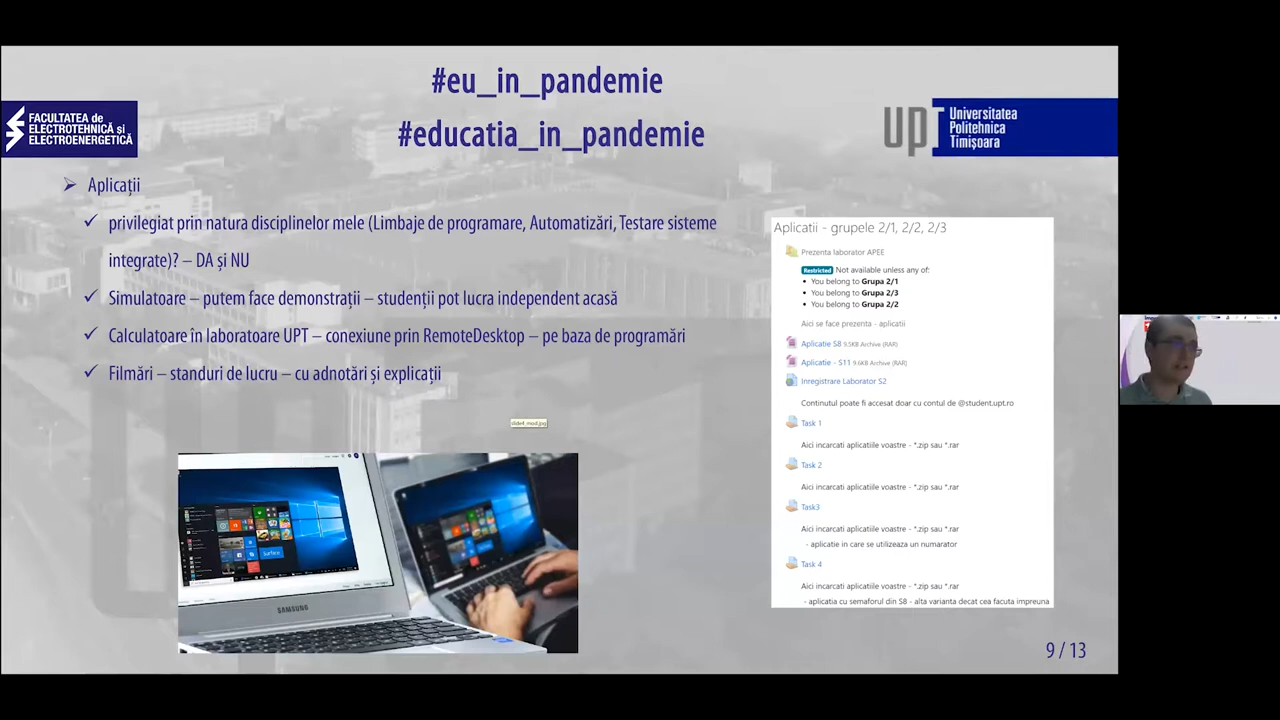 #eu_in_pandemie
#educatia_in_pandemie
FACULTATEA de
ELECTROTEHNICĂ și
ELECTROENERGETICĂ
upt
Universitatea
Politehnica
Timișoara
Aplicații
privilegiat prin natura disciplinelor mele (Limbaje de programare, Automatizări, Testare sisteme
integrate)? – DA și NU
Simulatoare – putem face demonstrații – studenții pot lucra independent acasă
Calculatoare în laboratoare UPT – conexiune prin RemoteDesktop – pe baza de programări
Filmări – standuri de lucru – cu adnotări și explicații
slide4_mod.jpg
Aplicatii - grupele 2/1, 2/2, 2/3
Prezenta laborator APEE
Restricted Not available unless any of:
• You belong to Grupa 2/1
• You belong to Grupa 2/3
• You belong to Grupa 2/2
Aici se face prezenta - aplicatii
Aplicatie S8 9.5KB Archive (RAR)
Aplicatie - S11 9.6KB Archive (RAR)
Inregistrare Laborator S2
Continutul poate fi accesat doar cu contul de @student.upt.ro
Task 1
Aici incarcati aplicatiile voastre - *.zip sau *.rar
Task 2
Aici incarcati aplicatiile voastre - *.zip sau *.rar
Task3
Aici incarcati aplicatiile voastre - *.zip sau *.rar
- aplicatie in care se utilizeaza un numarator
Task 4
Aici incarcati aplicatiile voastre - *.zip sau *.rar
- aplicatia cu semaforul din S8 - alta varianta decat cea facuta impreuna
Surface
SAMSUNG
9 / 13